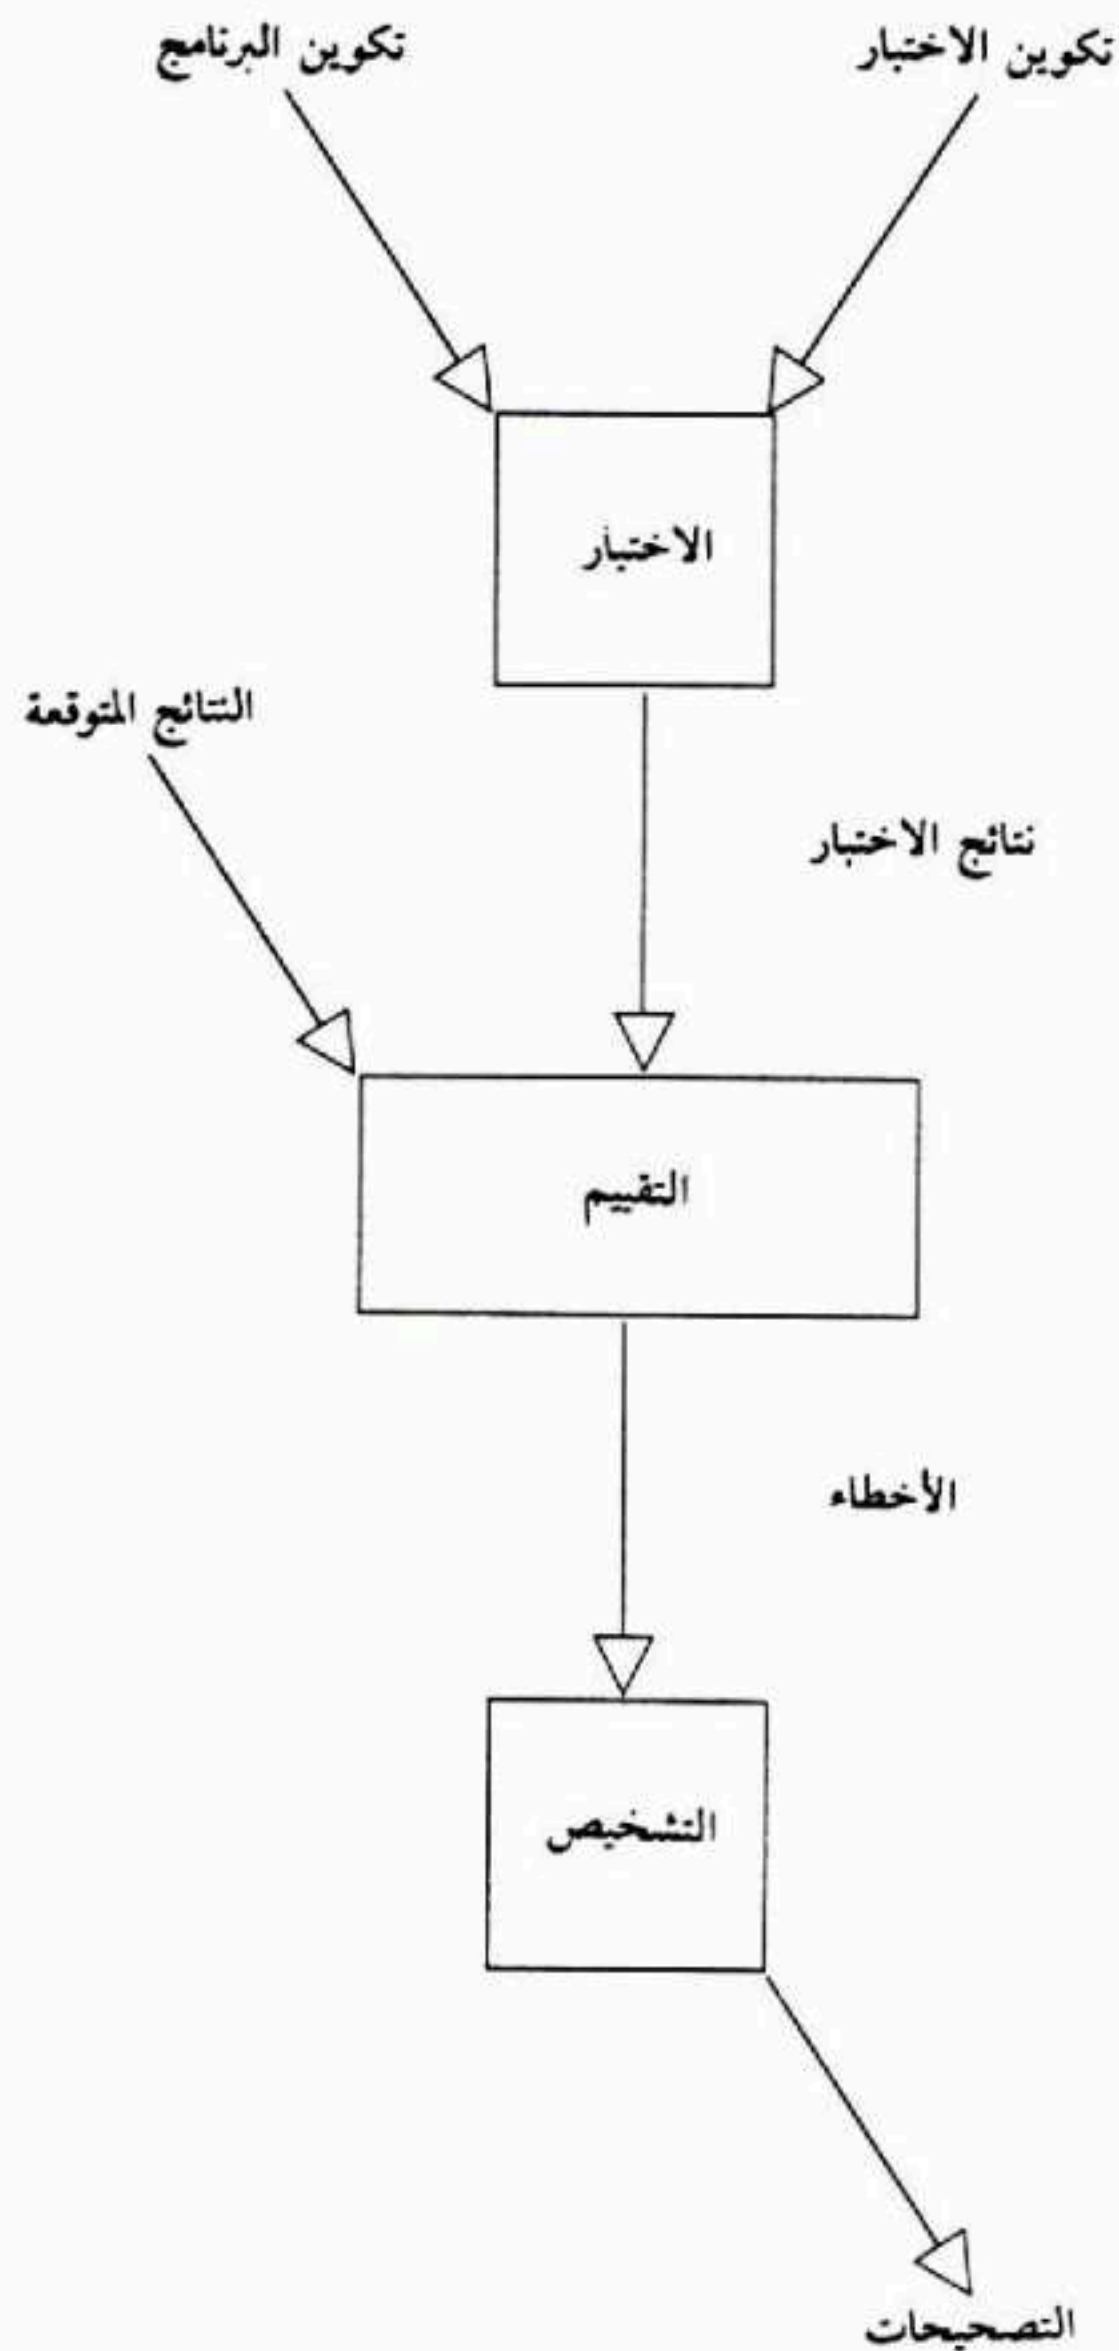 تكوين الاختبار
تكوين البرنامج
الاختبار
النتائج المتوقعة
نتائج الاختبار
التقييم
الأخطاء
التشخيص
التصحيحات